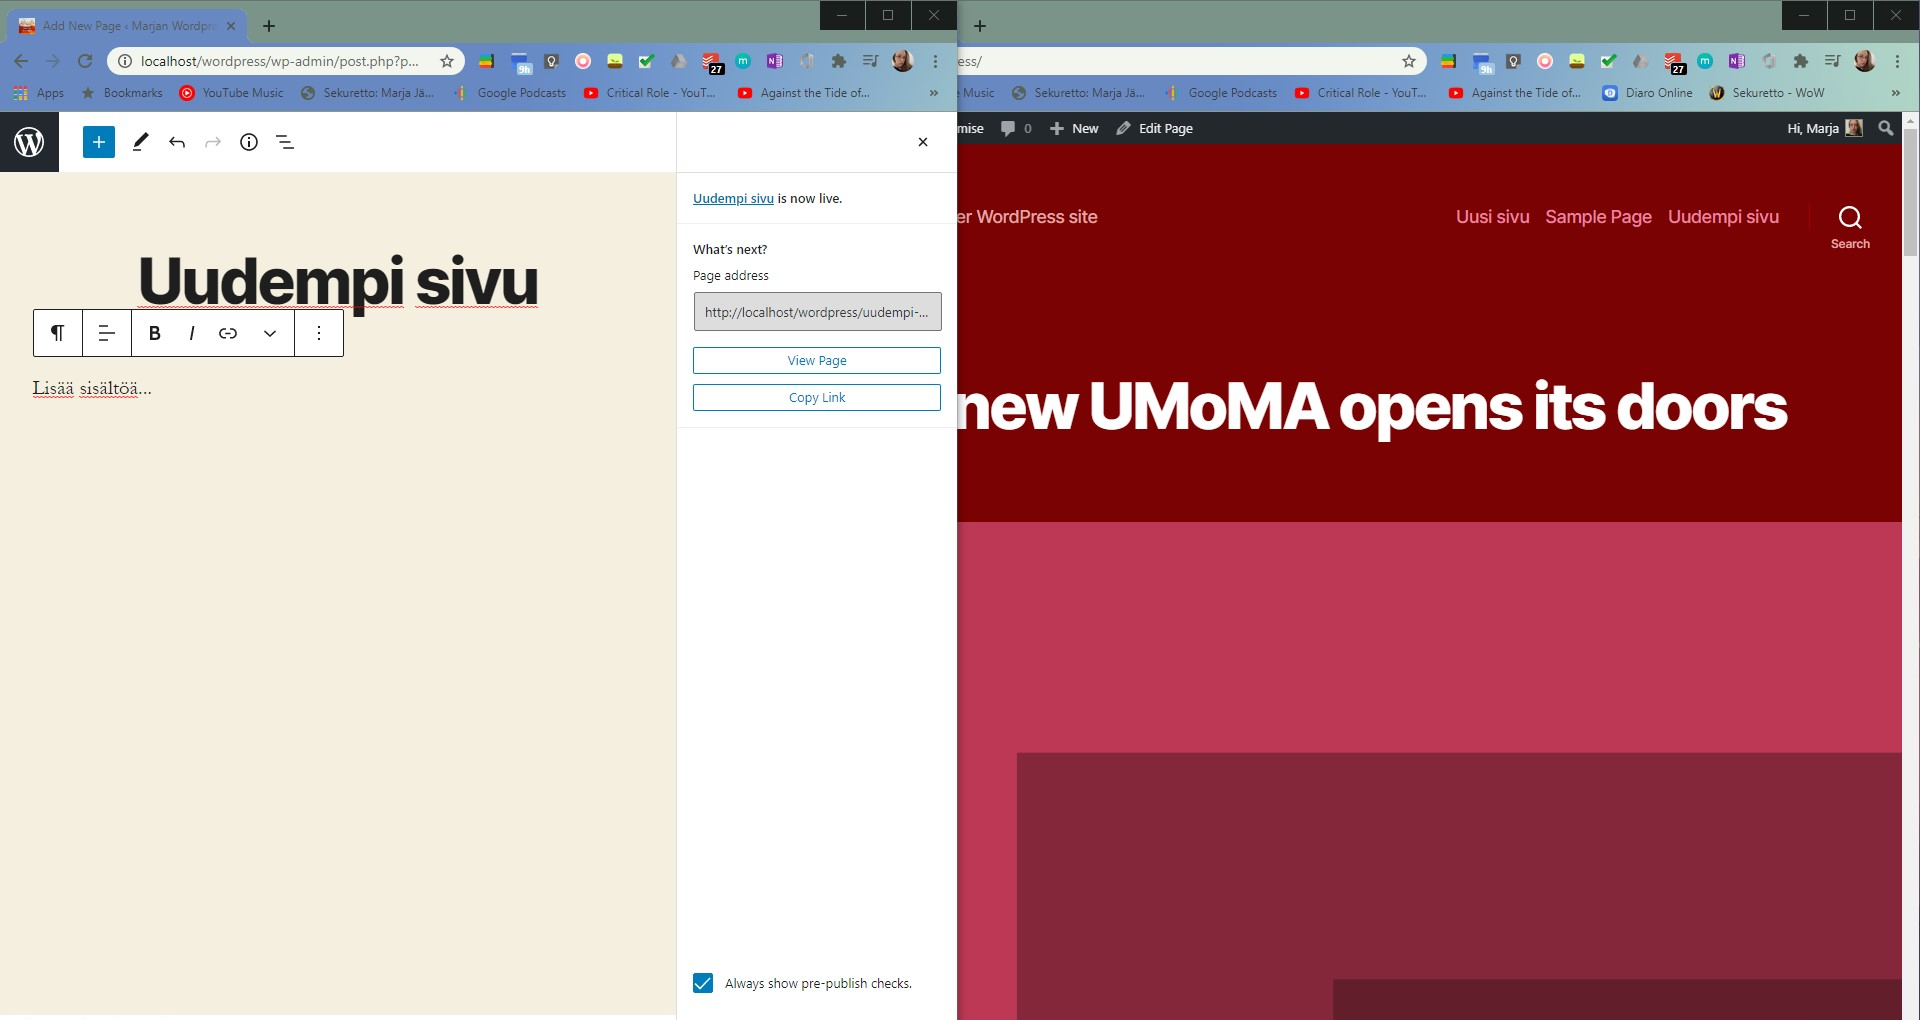 Add New Page ‹ Marjan Wordpr
localhost/wordpress/wp-admin/post.php?p...
9h
27
m
Apps
Bookmarks
YouTube Music
Sekuretto: Marja Jä...
Google Podcasts
Critical Role - YouT...
Against the Tide of...
»
Uudempi sivu
B I
Lisää sisältöä...
Uudempi sivu is now live.
What's next?
Page address
http://localhost/wordpress/uudempi-...
View Page
Copy Link
Always show pre-publish checks.
ess/
9h
27
m
e Music
Sekuretto: Marja Jä...
Google Podcasts
Critical Role - YouT...
Against the Tide of...
Diaro Online
Sekuretto - WoW
»
mise
0
New
Edit Page
Hi, Marja
er WordPress site
Uusi sivu Sample Page Uudempi sivu
Search
new UMoMA opens its doors